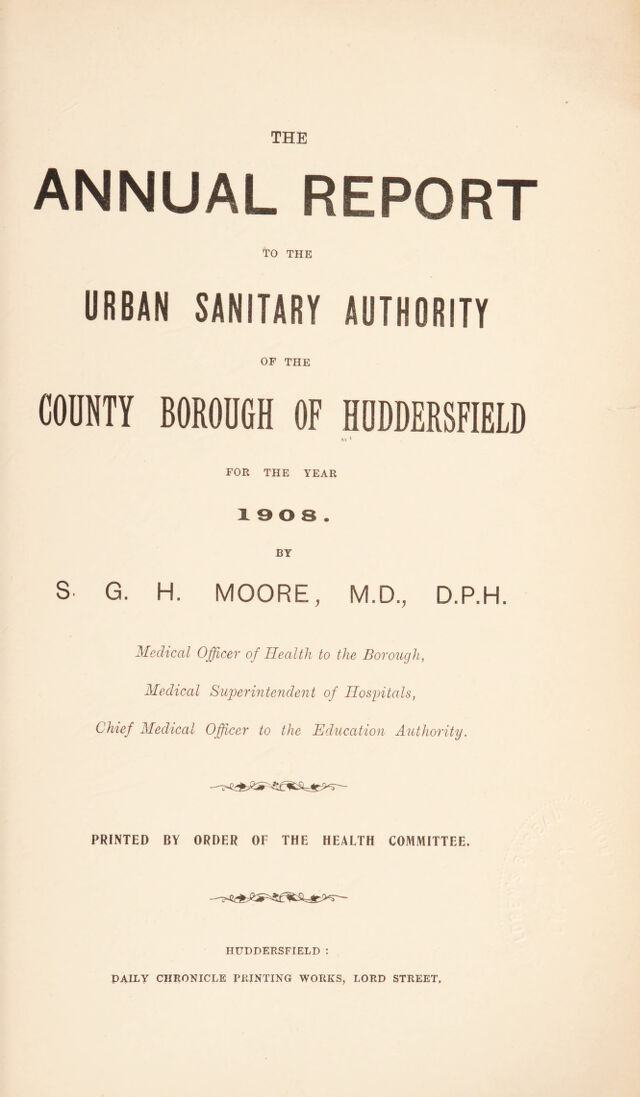 THE
ANNUAL REPORT
TO THE
URBAN SANITARY AUTHORITY
OF THE
COUNTY BOROUGH OF HUDDERSFIELD
FOR THE YEAR
1908.
BY
S. G. H. MOORE, M.D., D.P.H.
Medical Officer of Health to the Borough,
Medical Superintendent of Hospitals,
Chief Medical Officer to the Education Authority.
PRINTED BY ORDER OF THE HEALTH COMMITTEE.
HUDDERSFIELD :
DAILY CHRONICLE PRINTING WORKS, LORD STREET.